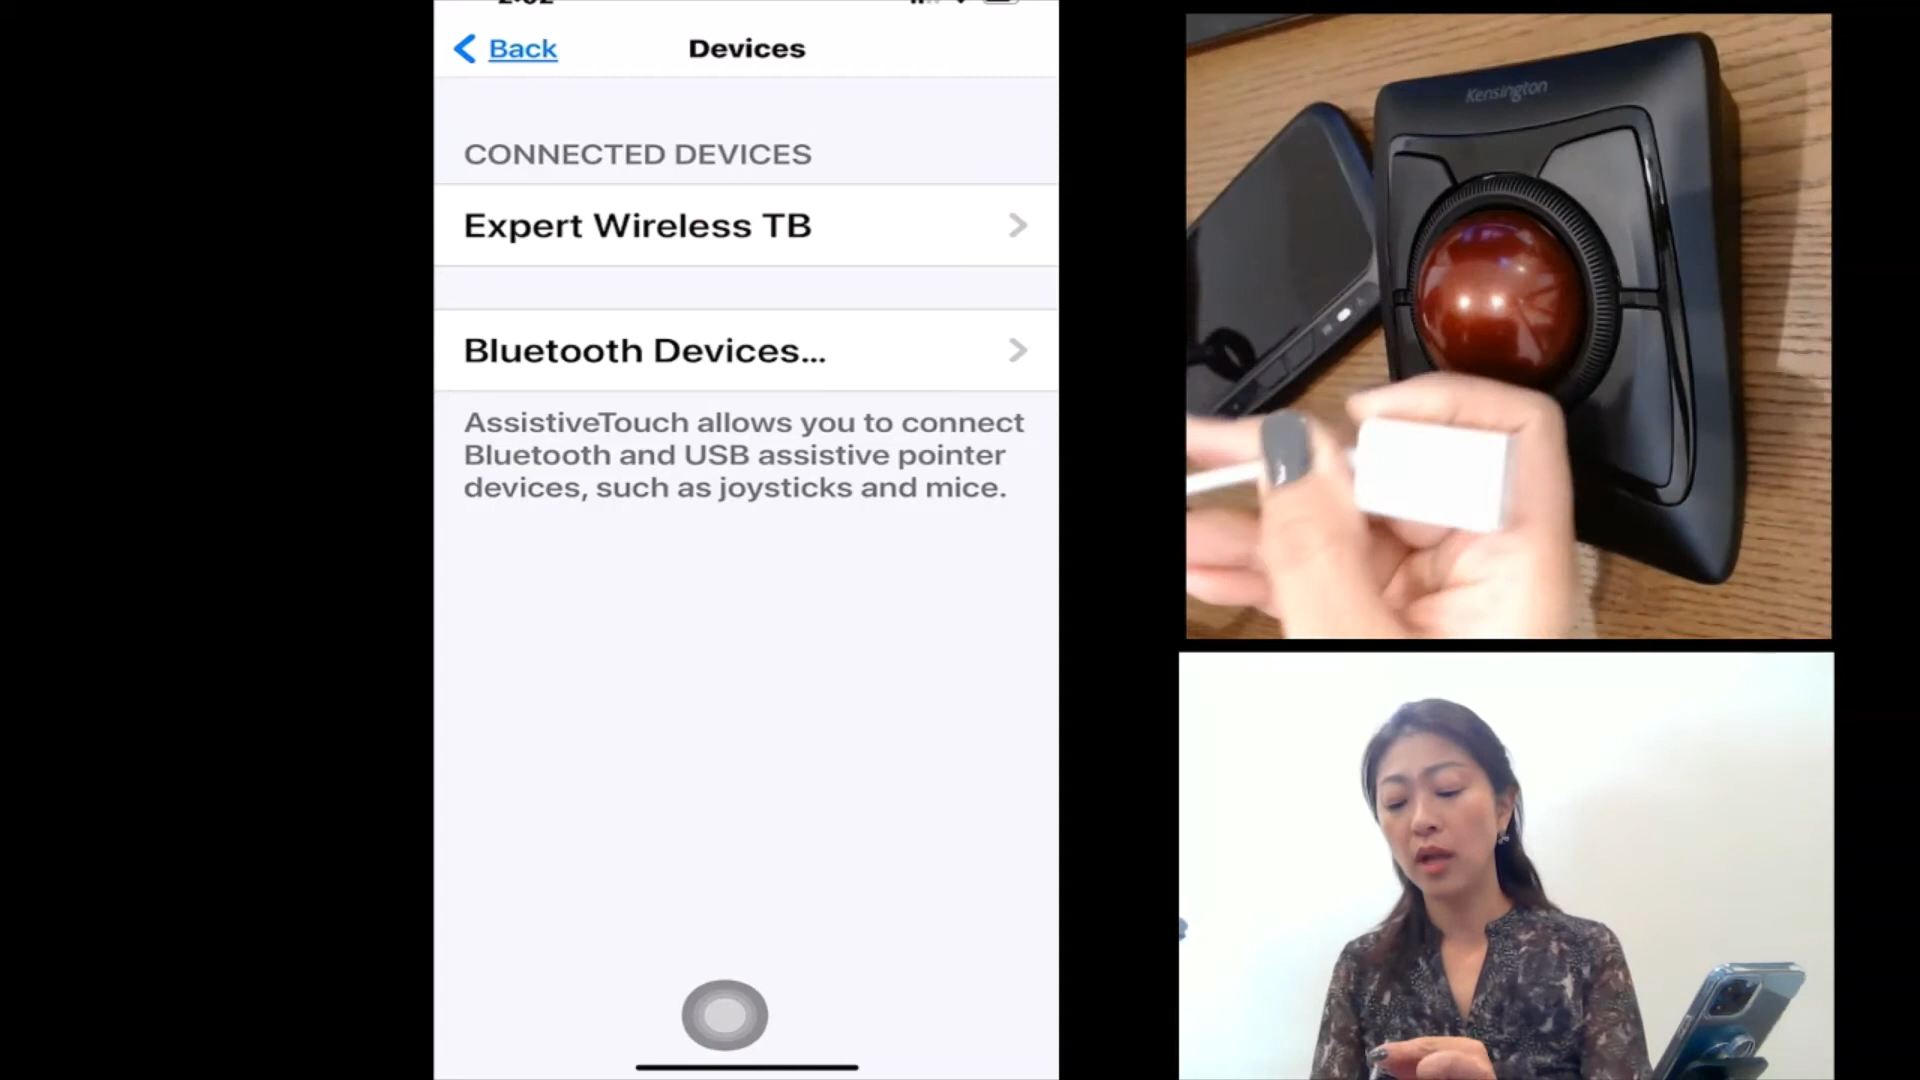 Back
Devices
CONNECTED DEVICES
Expert Wireless TB
Bluetooth Devices...
AssistiveTouch allows you to connect
Bluetooth and USB assistive pointer
devices, such as joysticks and mice.
Kensington